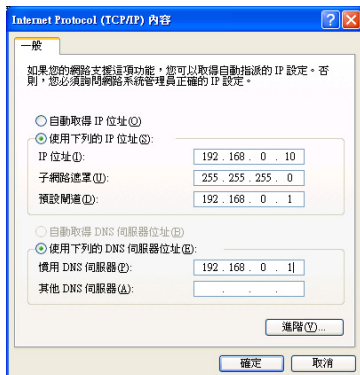 Internet Protocol (TCP/IP) 內容
一般
如果您的網路支援這項功能，您可以取得自動指派的 IP 設定。否
則，您必須詢問網路系統管理員正確的 IP 設定。
自動取得 IP 位址(O)
使用下列的 IP 位址(S):
IP 位址(I): 192 . 168 . 0 . 10
子網路遮罩(U): 255 . 255 . 255 . 0
預設閘道(D): 192 . 168 . 0 . 1
自動取得 DNS 伺服器位址(B)
使用下列的 DNS 伺服器位址(E):
慣用 DNS 伺服器(P): 192 . 168 . 0 . 1
其他 DNS 伺服器(A): . . .
進階(V)...
確定 取消